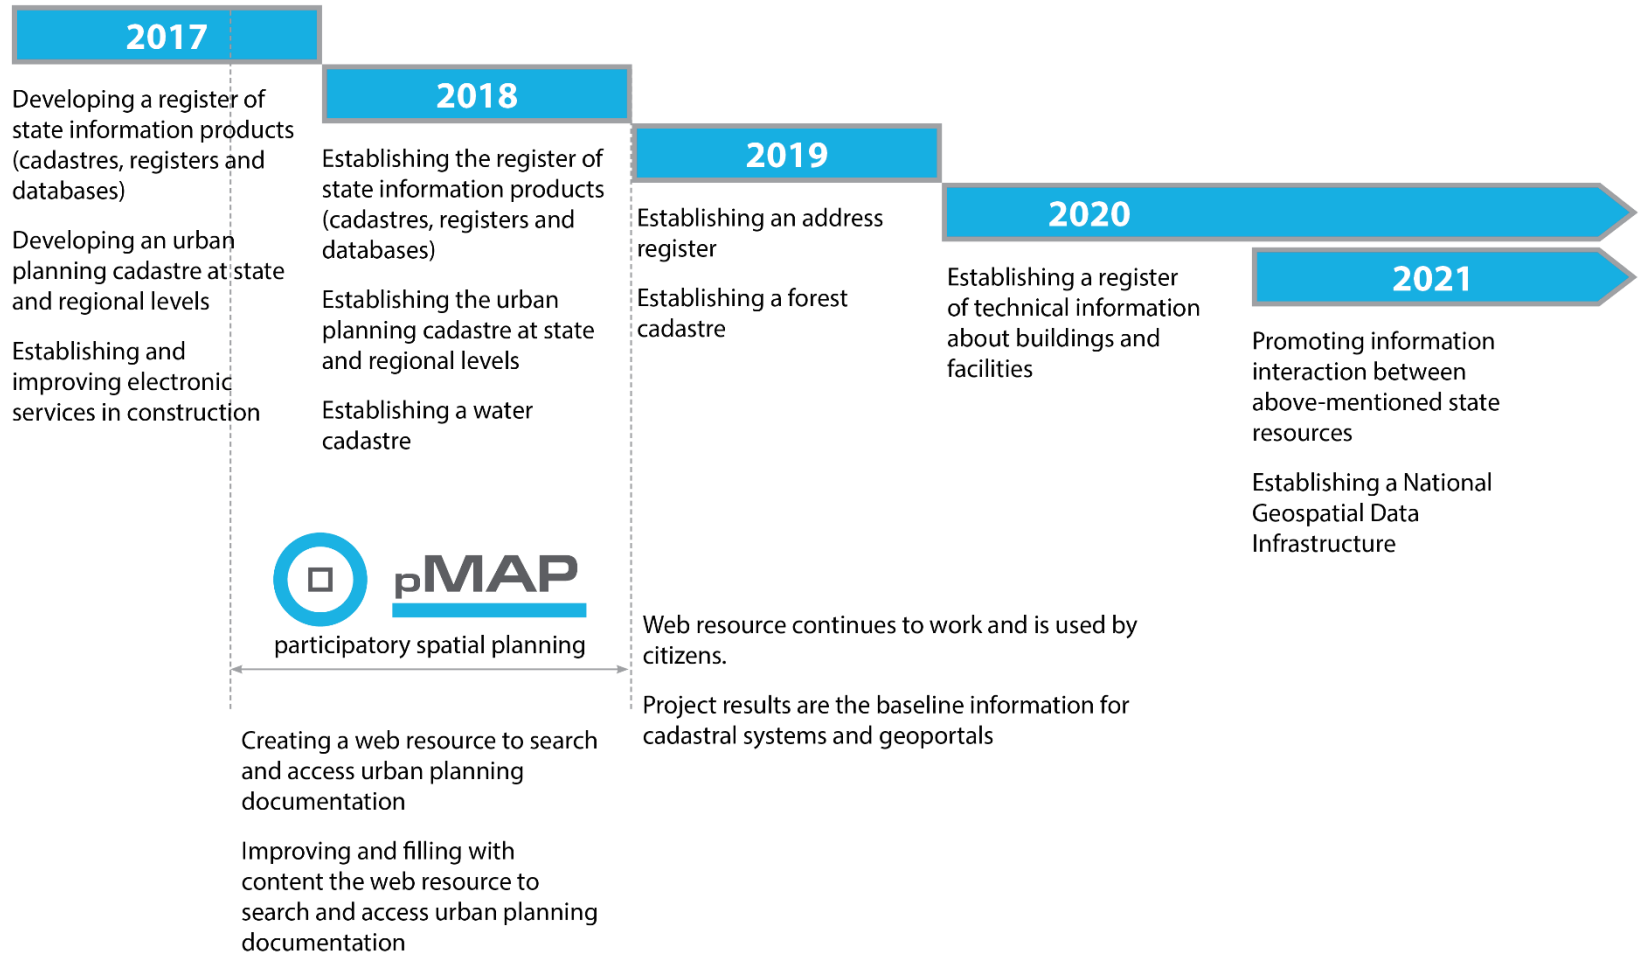 2017
Developing a register of
state information products
(cadastres, registers and
databases)
Developing an urban
planning cadastre at state
and regional levels
Establishing and
improving electronic
services in construction
2018
Establishing the register of
state information products
(cadastres, registers and
databases)
Establishing the urban
planning cadastre at state
and regional levels
Establishing a water
cadastre
2019
Establishing an address
register
Establishing a forest
cadastre
2020
Establishing a register
of technical information
about buildings and
facilities
2021
Promoting information
interaction between
above-mentioned state
resources
Establishing a National
Geospatial Data
Infrastructure
pMAP
participatory spatial planning
Creating a web resource to search
and access urban planning
documentation
Improving and filling with
content the web resource to
search and access urban planning
documentation
Web resource continues to work and is used by
citizens.
Project results are the baseline information for
cadastral systems and geoportals